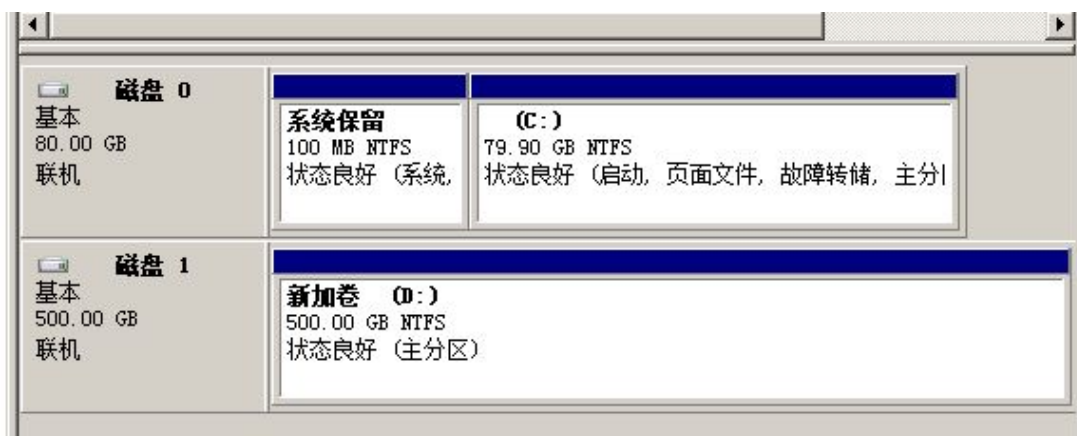 磁盘 0
基本
80.00 GB
联机
系统保留
100 MB NTFS
状态良好 (系统,
(C:)
79.90 GB NTFS
状态良好 (启动, 页面文件, 故障转储, 主分
磁盘 1
基本
500.00 GB
联机
新加卷 (D:)
500.00 GB NTFS
状态良好 (主分区)